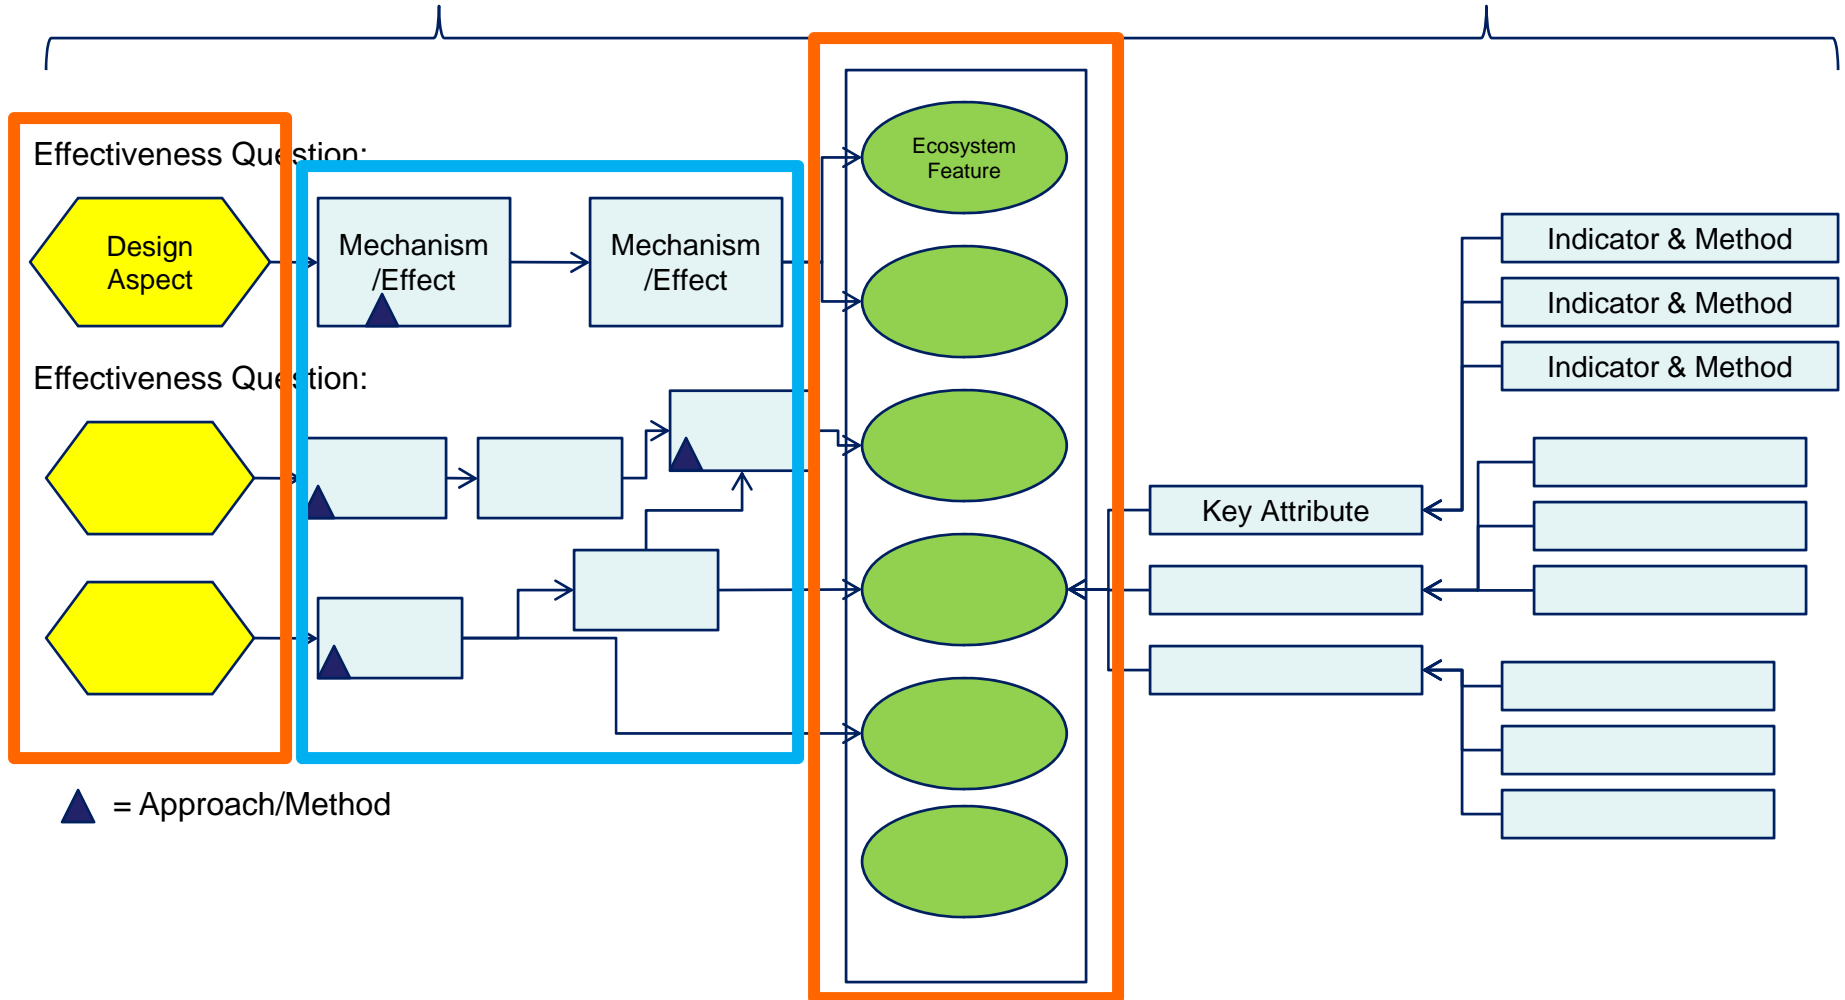 Effectiveness Question:
Design
Aspect
Mechanism
/Effect
Mechanism
/Effect
Ecosystem
Feature
Indicator & Method
Indicator & Method
Indicator & Method
Effectiveness Question:
Key Attribute
= Approach/Method